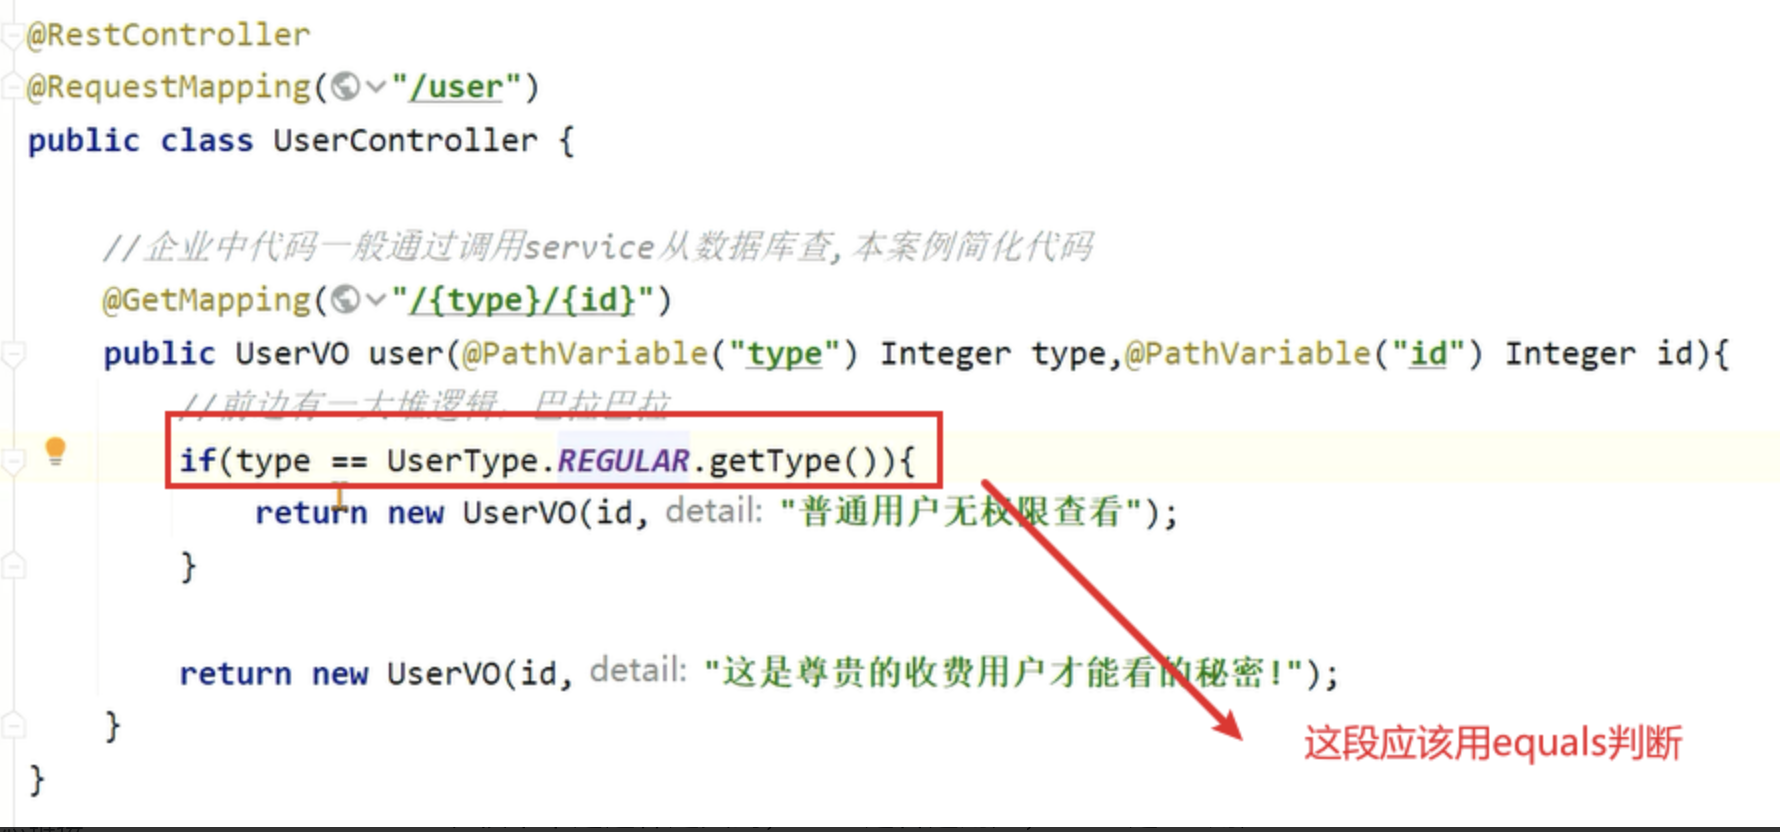 @RestController
@RequestMapping("/user")
public class UserController {
//企业中代码一般通过调用service从数据库查,本案例简化代码
@GetMapping("/{type}/{id}")
public UserVO user(@PathVariable("type") Integer type,@PathVariable("id") Integer id){
//前边有一大堆逻辑，巴拉巴拉
if(type == UserType.REGULAR.getType()){
return new UserVO(id, detail: "普通用户无权限查看");
}
return new UserVO(id, detail: "这是尊贵的收费用户才能看的秘密!");
}
这段应该用equals判断
}